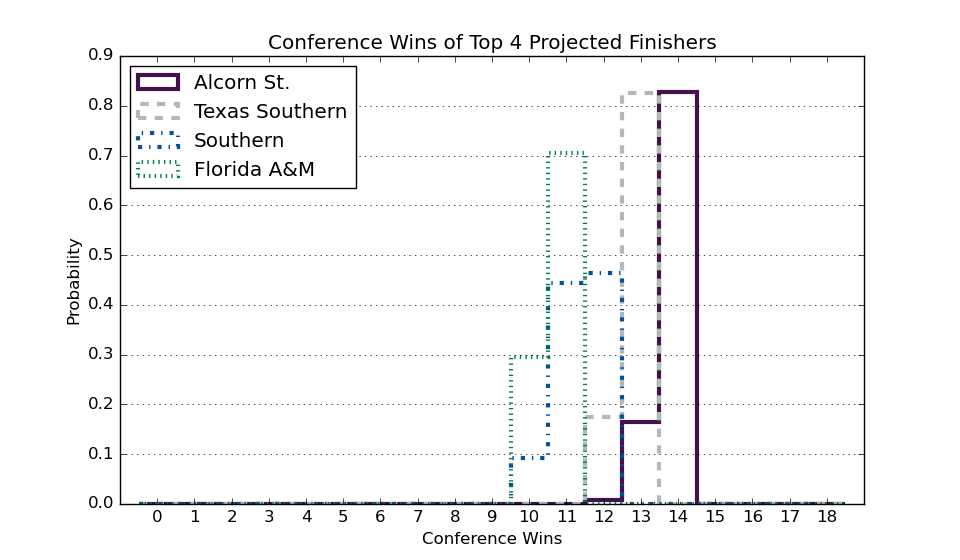 Conference Wins of Top 4 Projected Finishers
Alcorn St.
Texas Southern
Southern
Florida A&M
0.9
0.8
0.7
0.6
0.5
0.4
0.3
0.2
0.1
0.0
Probability
0 1 2 3 4 5 6 7 8 9 10 11 12 13 14 15 16 17 18
Conference Wins